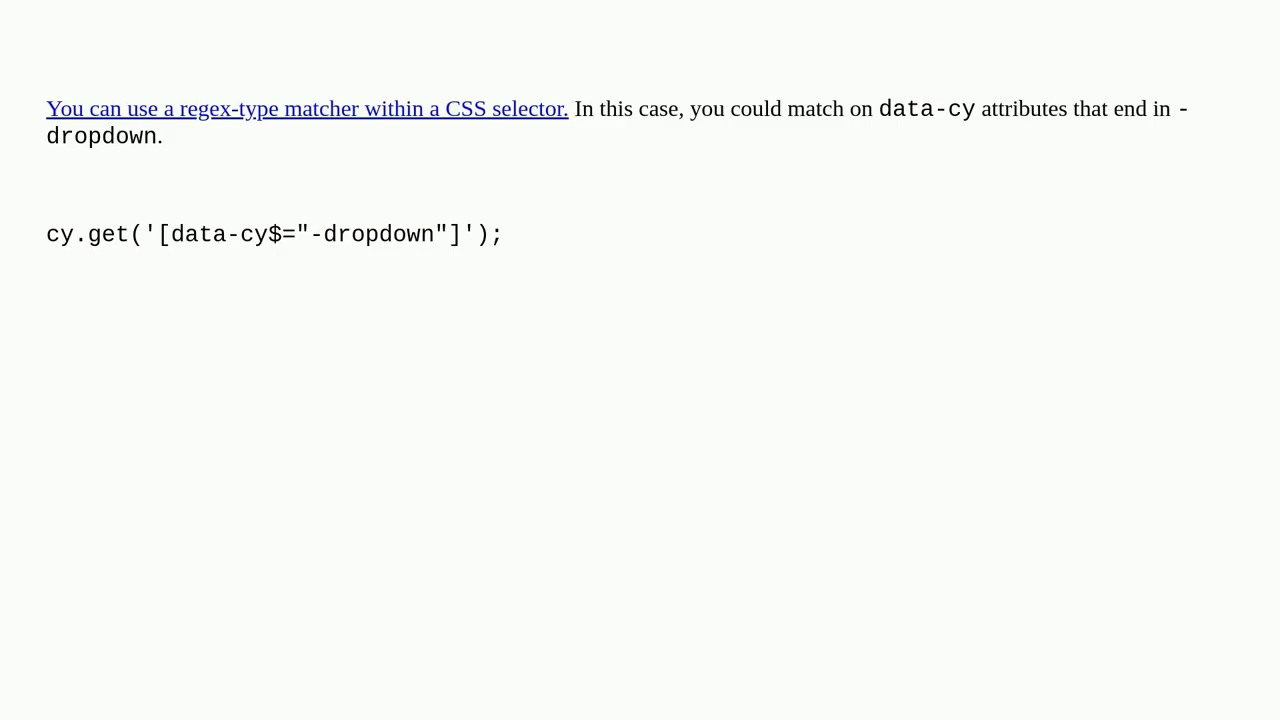 You can use a regex-type matcher within a CSS selector. In this case, you could match on data-cy attributes that end in -
dropdown.
cy.get('[data-cy$="-dropdown"]');